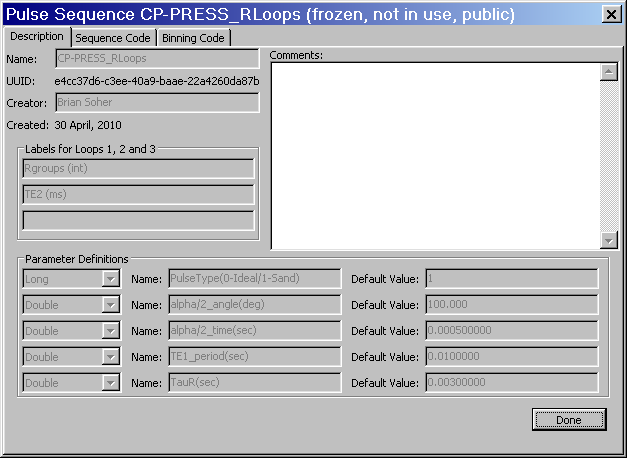 Pulse Sequence CP-PRESS_RLoops (frozen, not in use, public)
Description Sequence Code Binning Code
Name: CP-PRESS_RLoops
UUID: e4cc37d6-c3ee-40a9-baae-22a4260da87b
Creator: Brian Soher
Created: 30 April, 2010
Labels for Loops 1, 2 and 3
Rgroups (int)
TE2 (ms)
Comments:
Parameter Definitions
Long Name: PulseType(0-Ideal/1-Sand) Default Value: 1
Double Name: alpha/2_angle(deg) Default Value: 100.000
Double Name: alpha/2_time(sec) Default Value: 0.000500000
Double Name: TE1_period(sec) Default Value: 0.0100000
Double Name: TauR(sec) Default Value: 0.00300000
Done